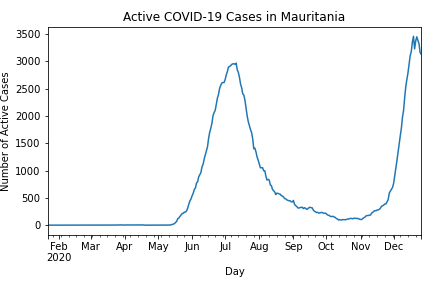 Active COVID-19 Cases in Mauritania
Number of Active Cases
3500
3000
2500
2000
1500
1000
500
0
Feb Mar Apr May Jun Jul Aug Sep Oct Nov Dec
2020
Day